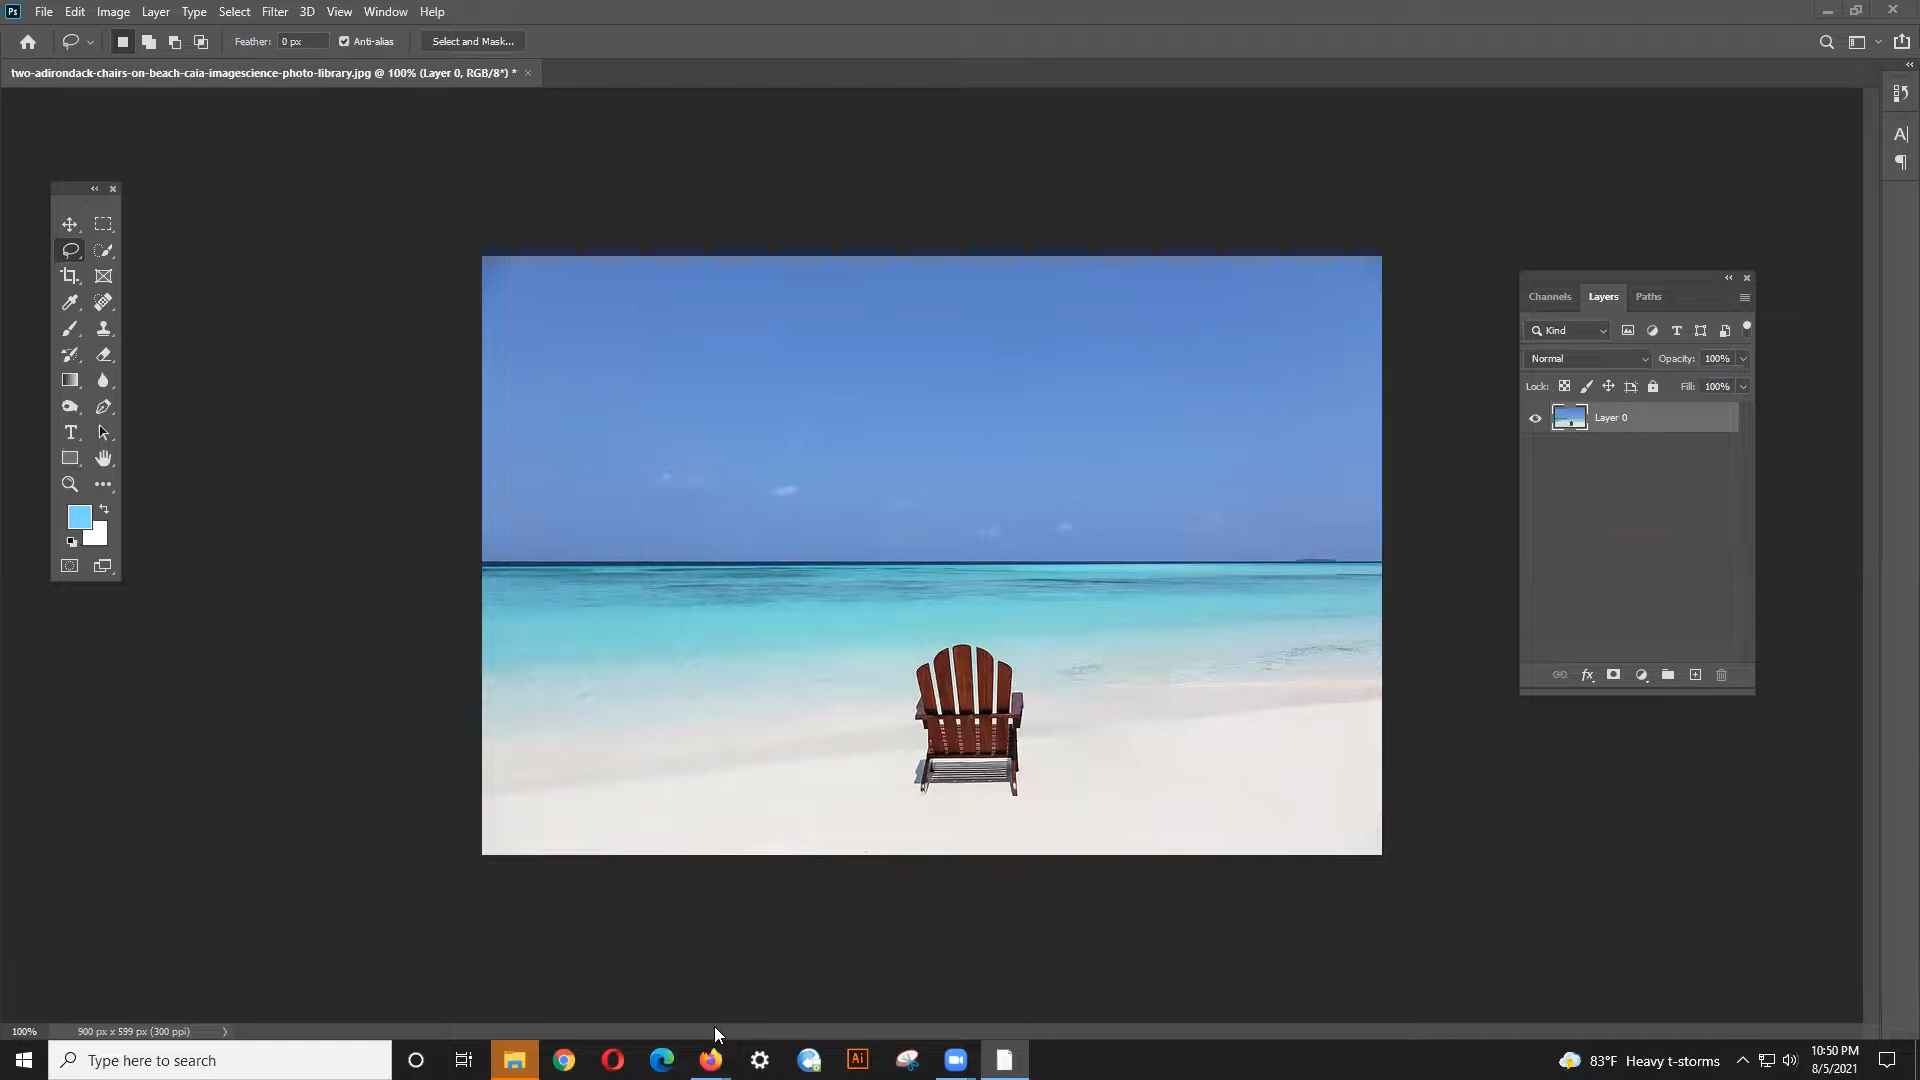 Ps File Edit Image Layer Type Select Filter 3D View Window Help
Feather: 0 px Anti-alias Select and Mask...
two-adirondack-chairs-on-beach-caia-imagescience-photo-library.jpg @ 100% (Layer 0, RGB/8*) * ×
Channels Layers Paths
Kind
Normal Opacity: 100%
Lock: Fill: 100%
Layer 0
100% 900 px x 599 px (300 ppi)
Type here to search
Ai
83°F Heavy t-storms
10:50 PM
8/5/2021